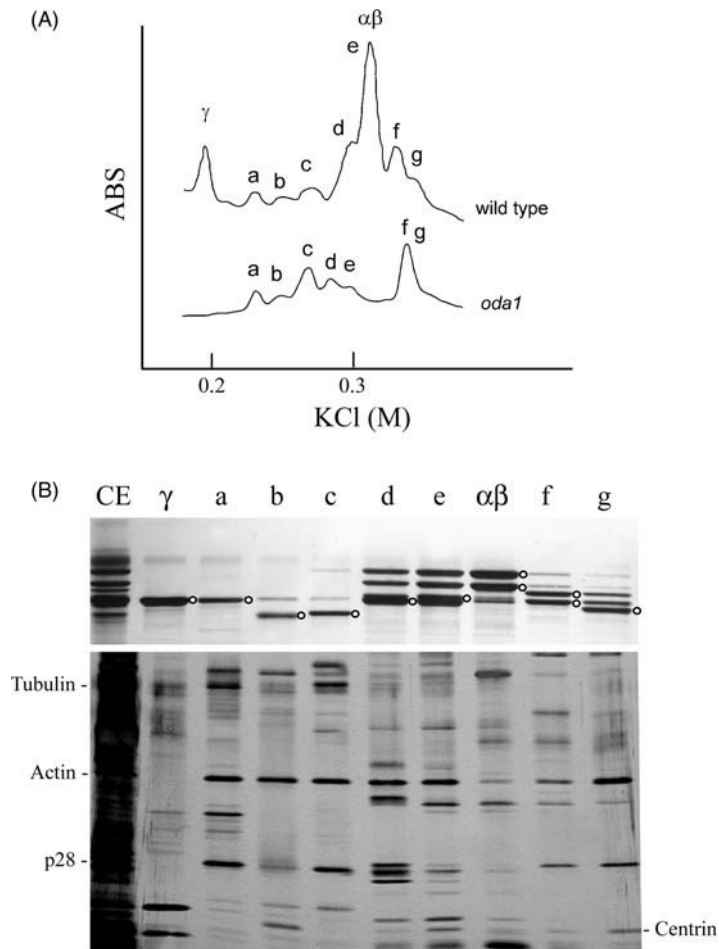 (A)
αβ
e
γ
d
f
g
a
b
c
wild type
ABS
f g
c
a
b
d
e
oda1
0.2
0.3
KCl (M)
(B)
CE γ a b c d e αβ f g
Tubulin -
Actin -
p28 -
- Centrin